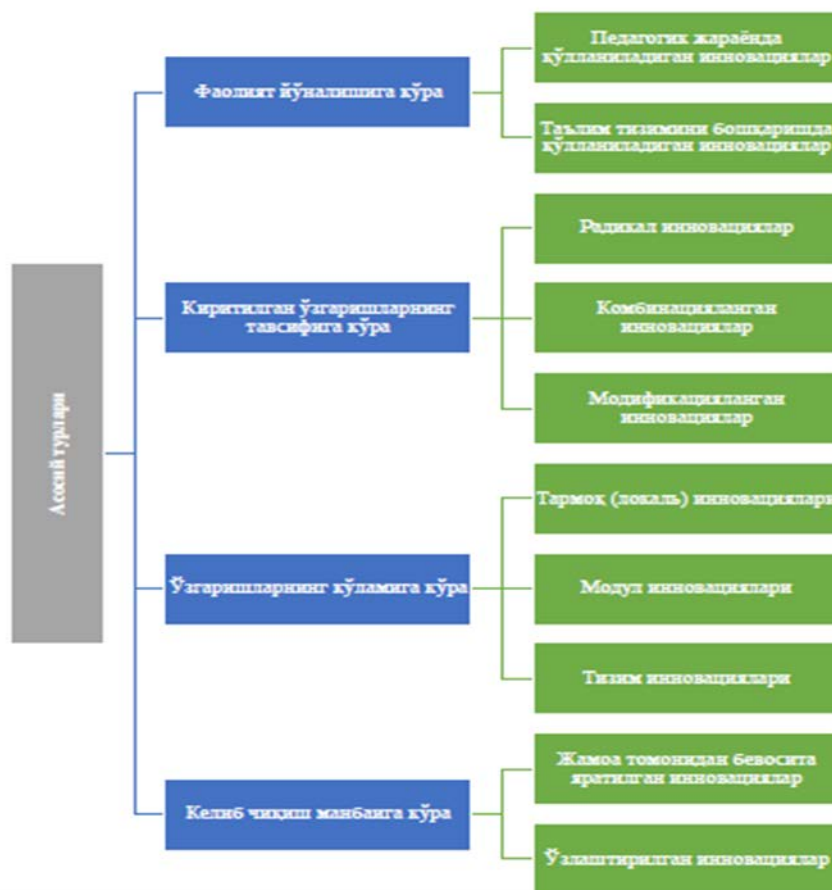 Асосий турлари
Фаолият йўналишига кўра
Педагогик жараёнда
қўлланиладиган инновациялар
Таълим тизимини бошқаришда
қўлланиладиган инновациялар
Киритилган ўзгаришларнинг
тавсифига кўра
Радикал инновациялар
Комбинацияланган
инновациялар
Модификацияланган
инновациялар
Ўзгаришларнинг кўламига кўра
Тармоқ (локаль) инновациялари
Модул инновациялари
Тизим инновациялари
Келиб чиқиш манбаига кўра
Жамоа томонидан бевосита
яратилган инновациялар
Ўзлаштирилган инновациялар